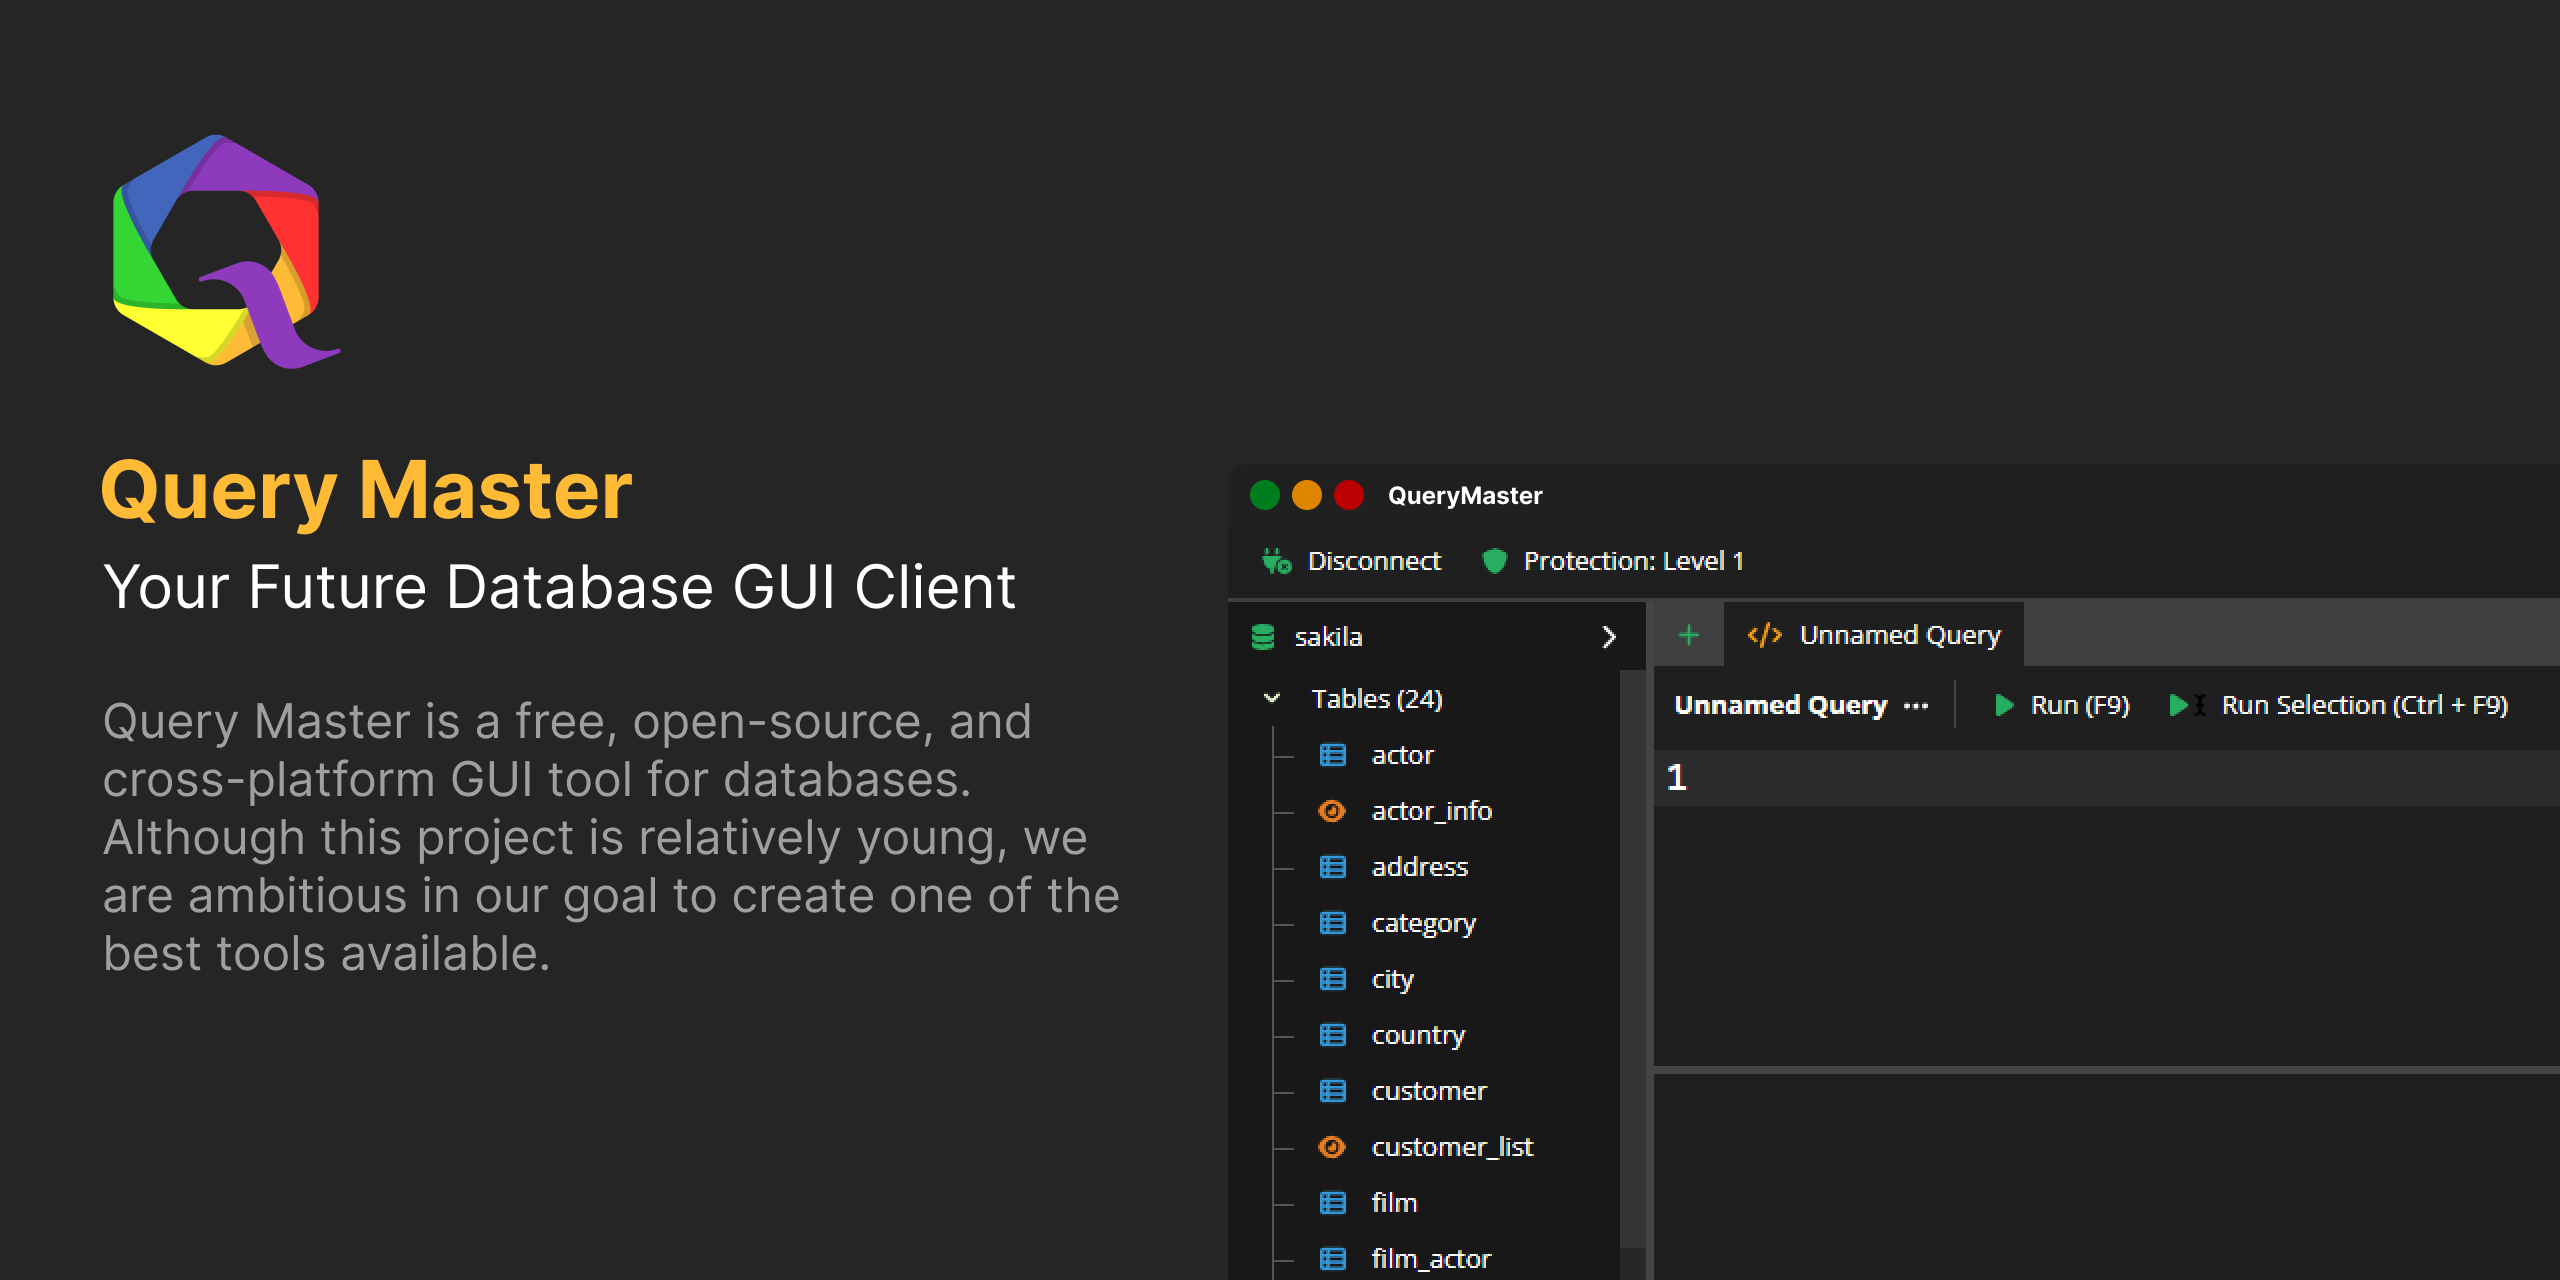 Query Master
Your Future Database GUI Client
Query Master is a free, open-source, and
cross-platform GUI tool for databases.
Although this project is relatively young, we
are ambitious in our goal to create one of the
best tools available.
QueryMaster
Disconnect Protection: Level 1
sakila
Tables (24)
actor
actor_info
address
category
city
country
customer
customer_list
film
film_actor
+ </> Unnamed Query
Unnamed Query ••• Run (F9) Run Selection (Ctrl + F9)
1